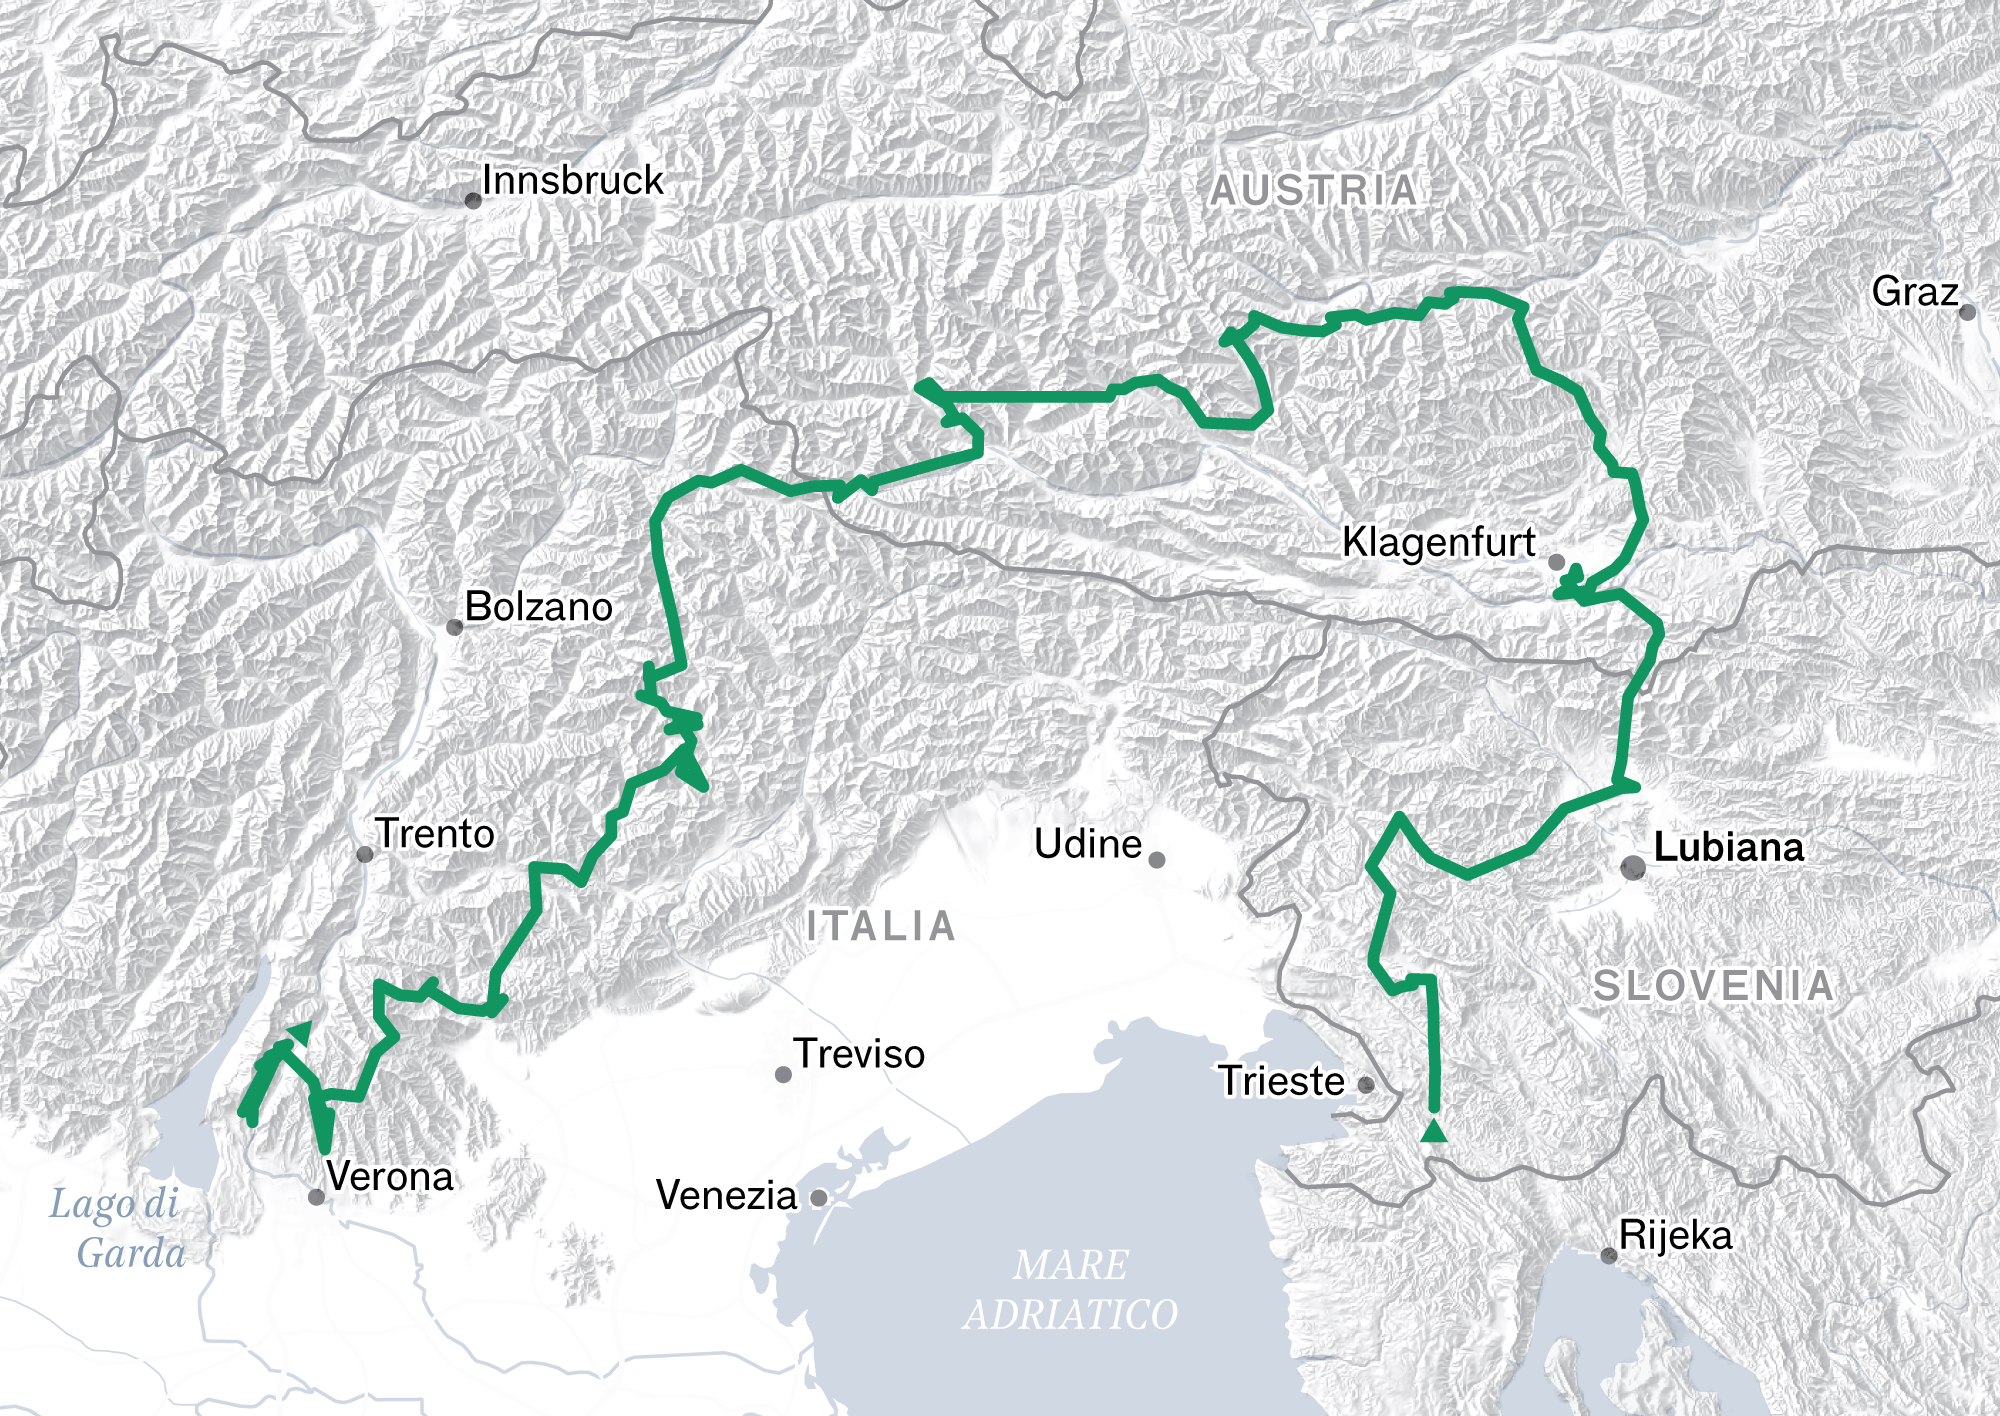 Innsbruck
AUSTRIA
Graz
Klagenfurt
Bolzano
Trento
Udine
Lubiana
ITALIA
SLOVENIA
Treviso
Trieste
Verona
Venezia
Lago di
Garda
Rijeka
MARE
ADRIATICO